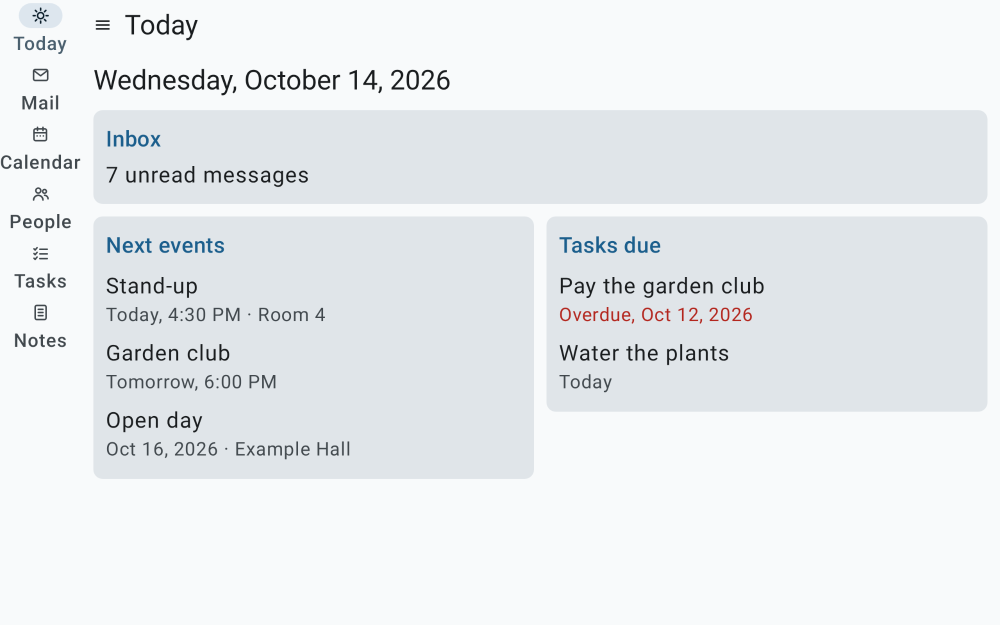 Today
Mail
Calendar
People
Tasks
Notes
Today
Wednesday, October 14, 2026
Inbox
7 unread messages
Next events
Stand-up
Today, 4:30 PM · Room 4
Garden club
Tomorrow, 6:00 PM
Open day
Oct 16, 2026 · Example Hall
Tasks due
Pay the garden club
Overdue, Oct 12, 2026
Water the plants
Today